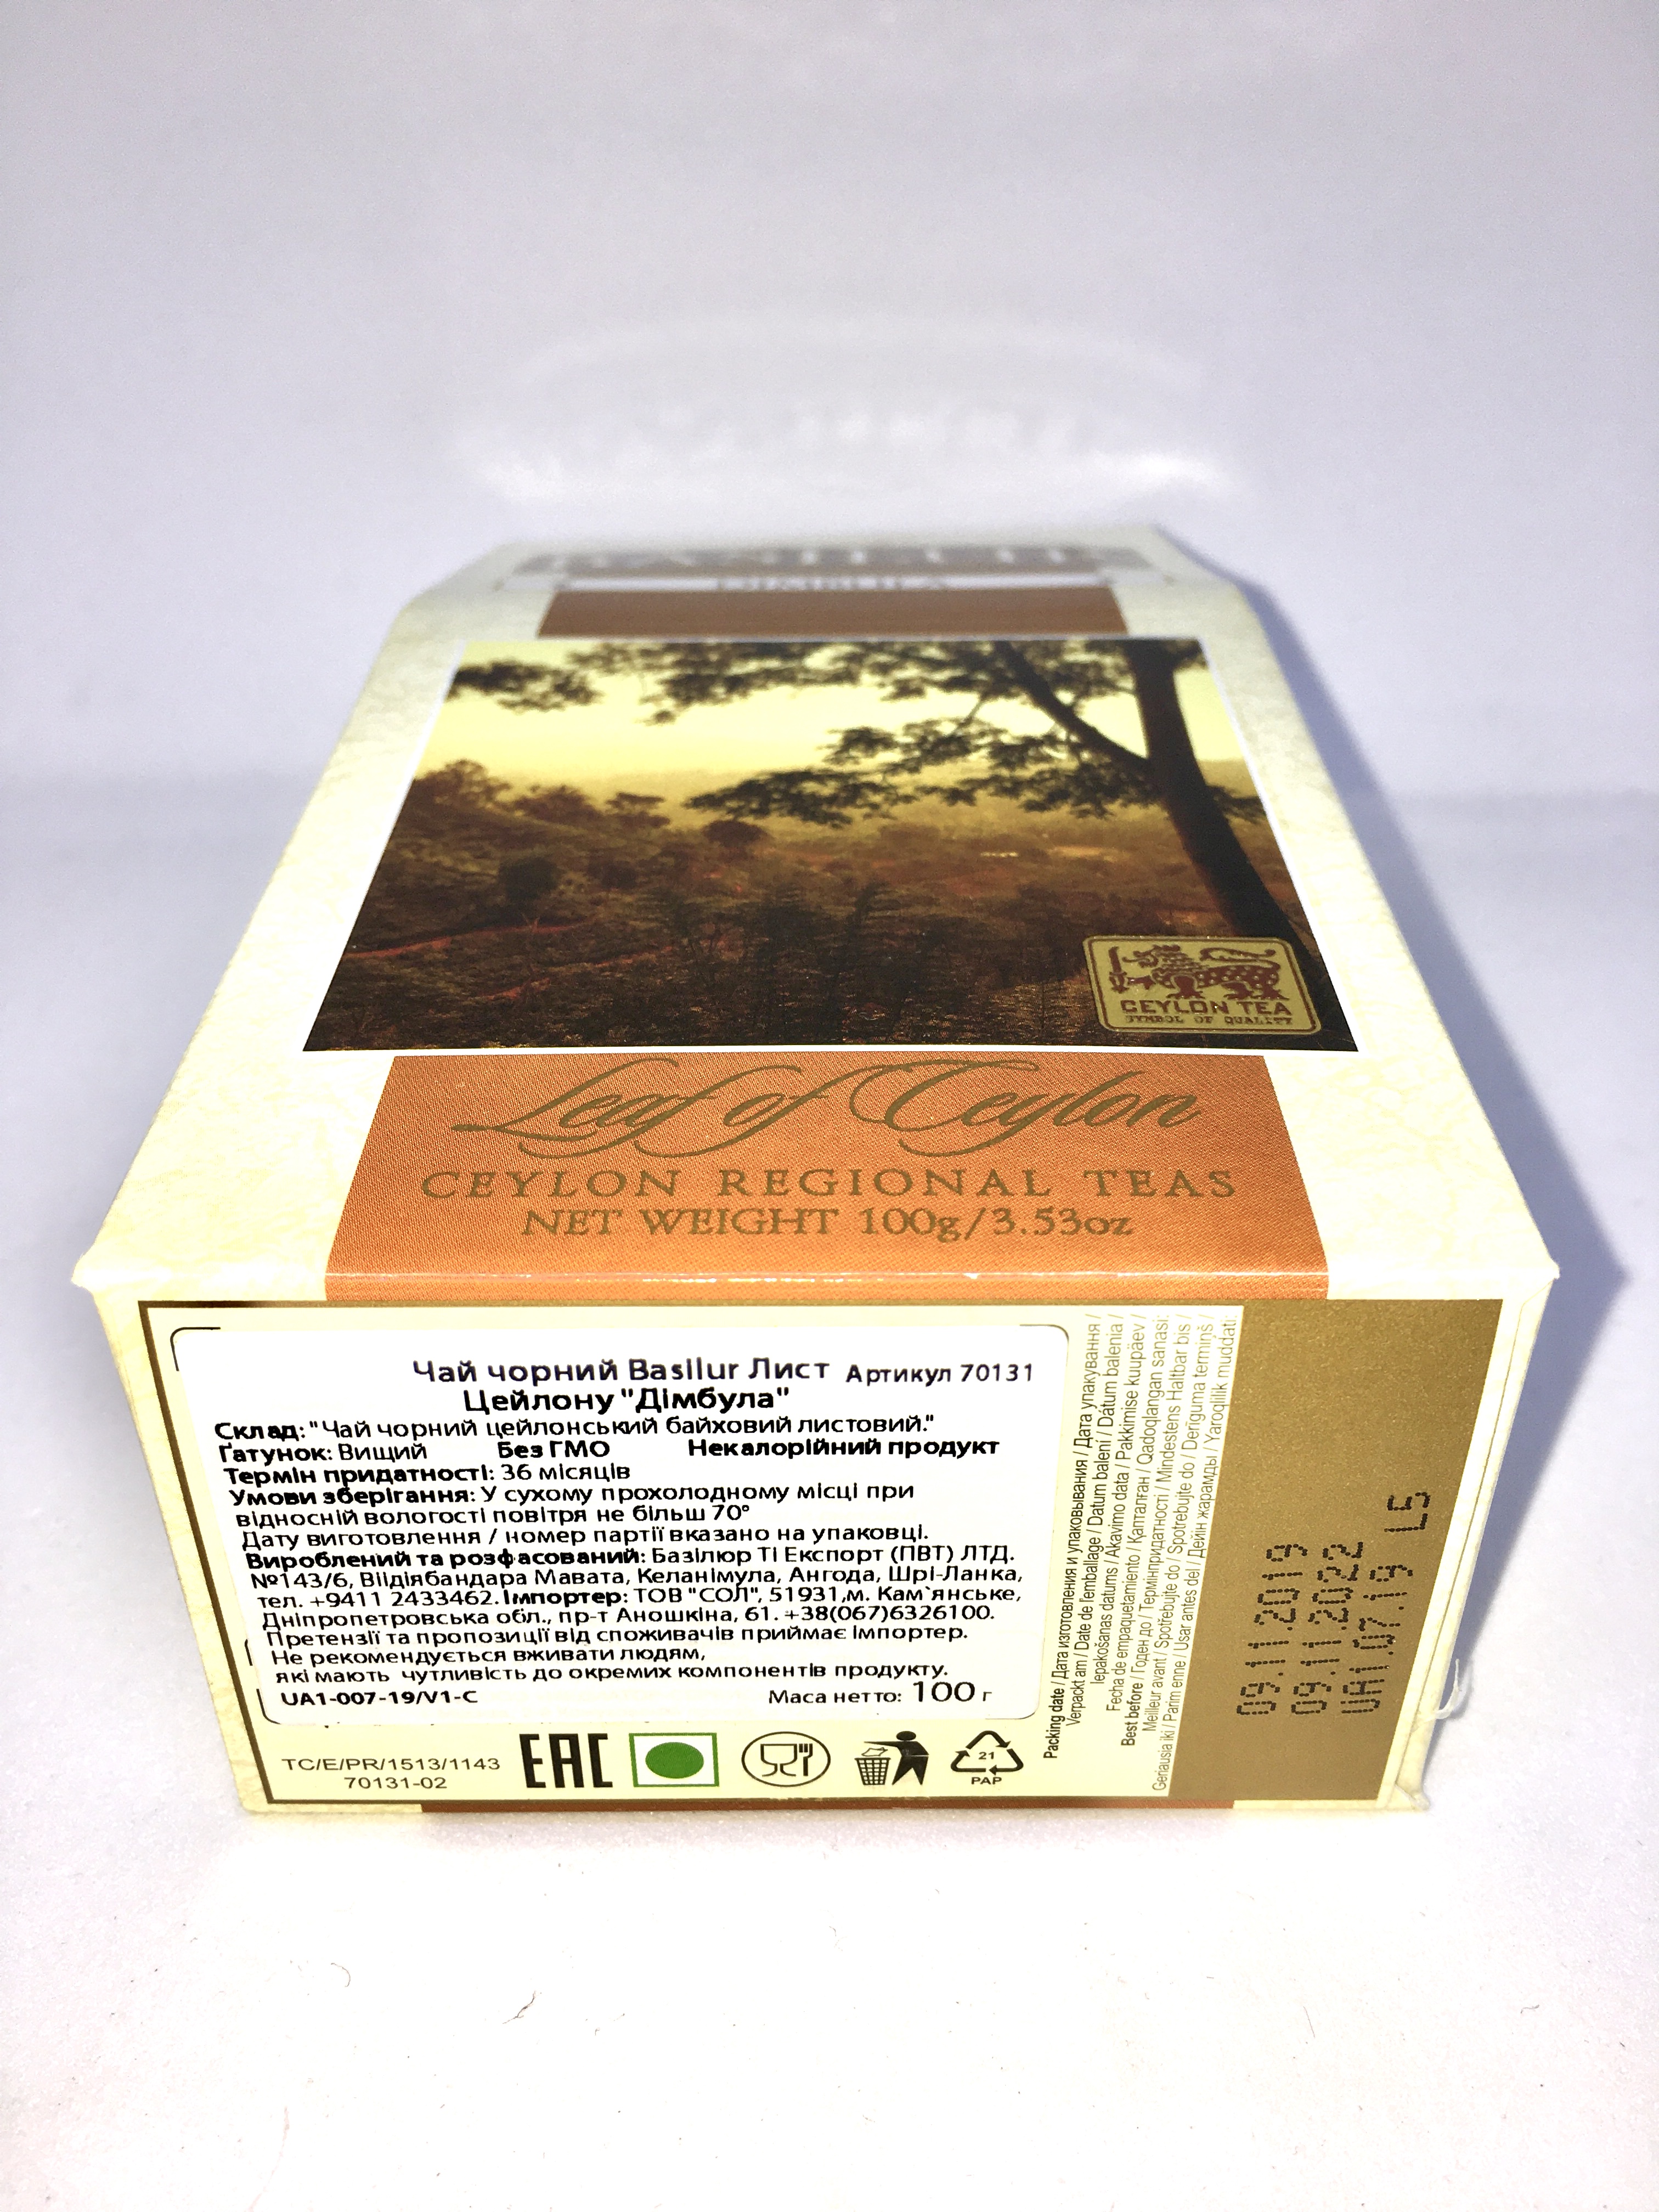 BASILUR
DIMBULA
CEYLON TEA
SYMBOL OF QUALITY
Leaf of Ceylon
CEYLON REGIONAL TEAS
NET WEIGHT 100g/3.53oz
Чай чорний Basilur Лист Артикул 70131
Цейлону "Дімбула"
Склад: "Чай чорний цейлонський байховий листовий."
Ґатунок: Вищий Без ГМО Некалорійний продукт
Термін придатності: 36 місяців
Умови зберігання: У сухому прохолодному місці при
відносній вологості повітря не більш 70°
Дату виготовлення / номер партії вказано на упаковці.
Вироблений та розфасований: Базілюр Ті Експорт (ПВТ) ЛТД.
№143/6, Віідіябандара Мавата, Келанімула, Ангода, Шрі-Ланка,
тел. +9411 2433462. Імпортер: ТОВ "СОЛ", 51931,м. Кам`янське,
Дніпропетровська обл., пр-т Аношкіна, 61. +38(067)6326100.
Претензії та пропозиції від споживачів приймає Імпортер.
Не рекомендується вживати людям,
які мають чутливість до окремих компонентів продукту.
UA1-007-19/V1-C Маса нетто: 100 г
TC/E/PR/1513/1143
70131-02
EAC
21
PAP
Packing date / Дата изготовления и упаковывания / Дата упакування /
Verpackt am / Date de l'emballage / Datum balení / Dátum balenia /
Iepakošanas datums / Akavimo data / Pakkimise kuupäev /
Fecha de empaquetamiento / Қапталған / Qadoqlangan sanasi:
Best before / Годен до / Термінпридатності / Mindestens Haltbar bis /
Meilleur avant / Spotřebujte do / Spotrebujte do / Derīguma termiņš /
Geriausia iki / Parim enne / Usar antes del / Дейін жарамды / Yaroqlilik muddati:
09.11.2019
09.11.2022
UA1.07.19 LE